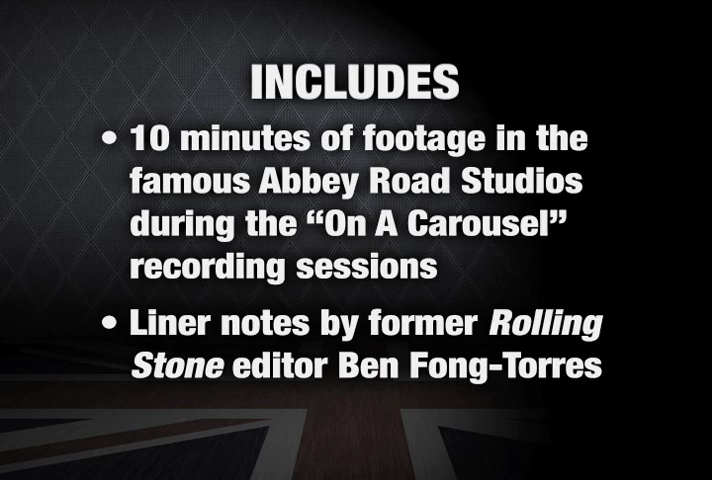 INCLUDES
• 10 minutes of footage in the
famous Abbey Road Studios
during the “On A Carousel”
recording sessions
• Liner notes by former Rolling
Stone editor Ben Fong-Torres